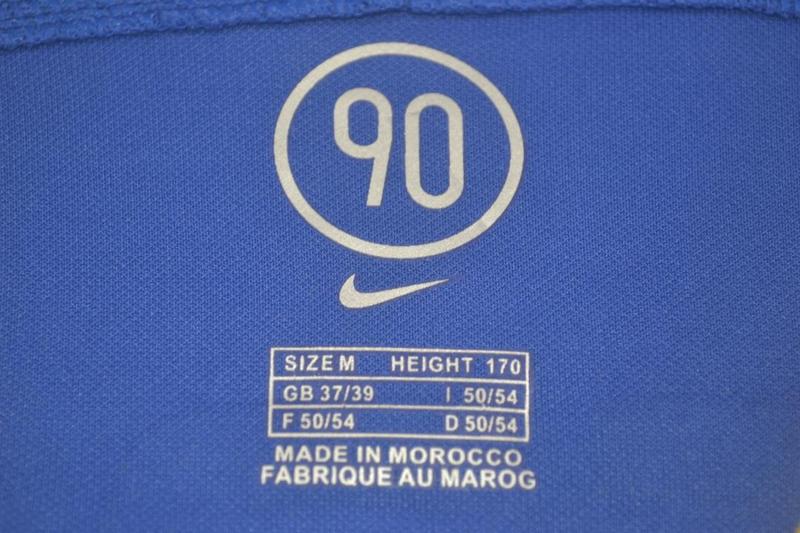 90
SIZE M HEIGHT 170
GB 37/39 I 50/54
F 50/54 D 50/54
MADE IN MOROCCO
FABRIQUE AU MAROG